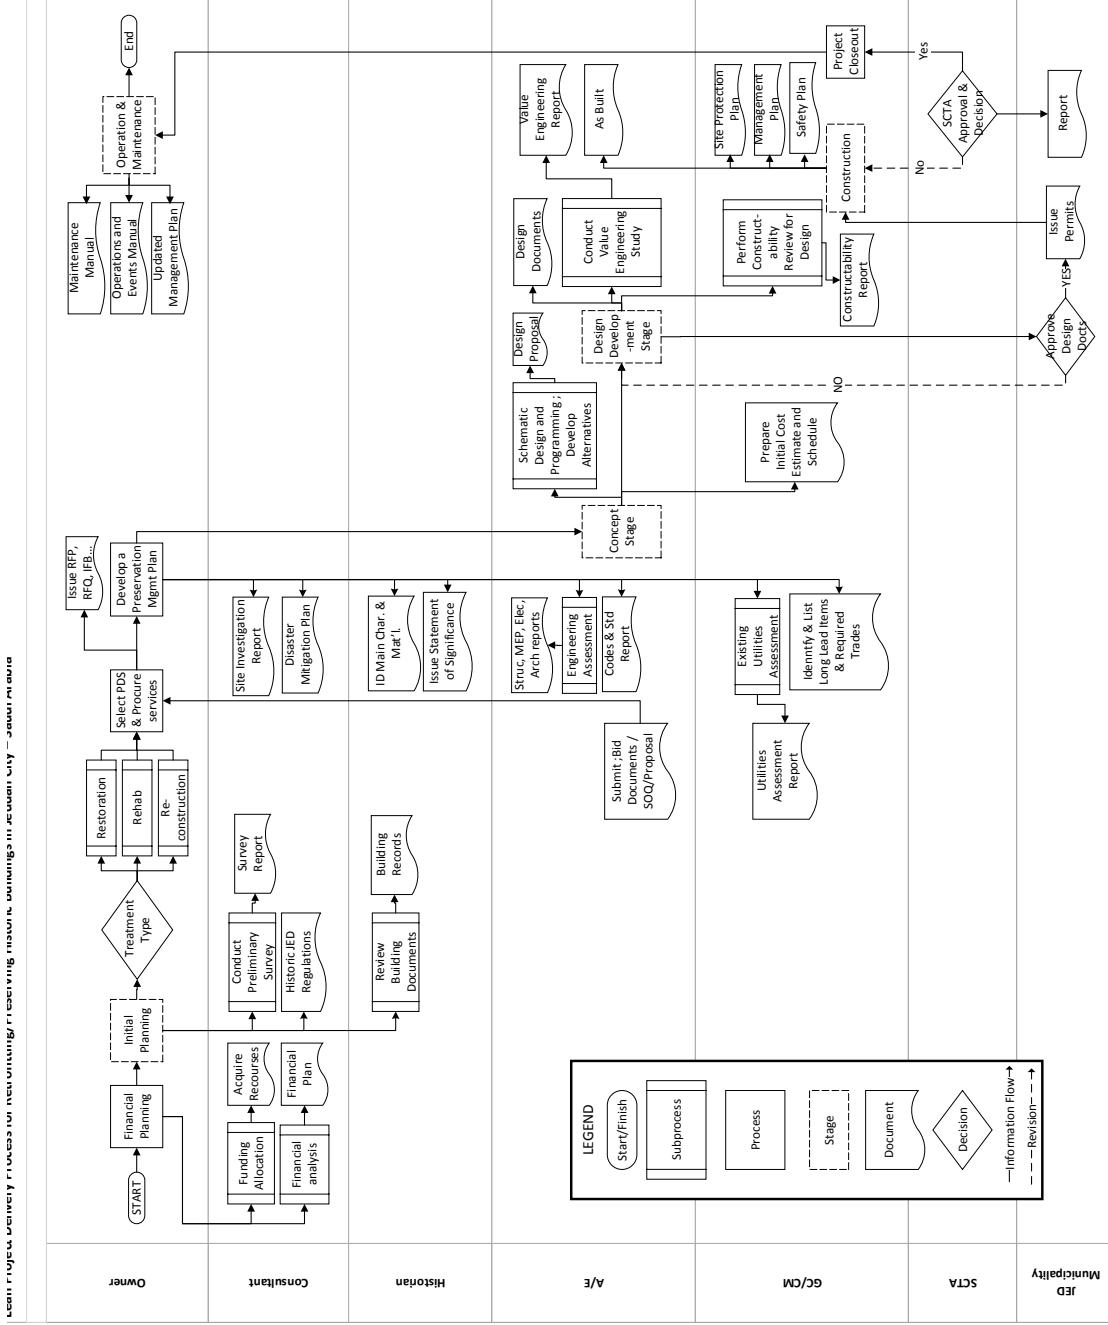 Lean Project Delivery Process for Retrofitting/Preserving Historic Buildings in Jeddah City – Saudi Arabia
Owner
START
Financial
Planning
Initial
Planning
Treatment
Type
Restoration
Rehab
Re-
construction
Select PDS
& Procure
services
Issue RFP,
RFQ, IFB...
Develop a
Preservation
Mgmt Plan
Maintenance
Manual
Operations and
Events Manual
Updated
Management Plan
Operation &
Maintenance
End
Consultant
Funding
Allocation
Acquire
Recourses
Financial
analysis
Financial
Plan
Conduct
Preliminary
Survey
Survey
Report
Historic JED
Regulations
Site Investigation
Report
Disaster
Mitigation Plan
Historian
Review
Building
Documents
Building
Records
ID Main Char. &
Mat'l.
Issue Statement
of Significance
A/E
Submit ;Bid
Documents /
SOQ/Proposal
Struc, MEP, Elec,
Arch reports
Engineering
Assessment
Codes & Std
Report
Concept
Stage
Schematic
Design and
Programming ;
Develop
Alternatives
Design
Proposal
Design
Develop
-ment
Stage
Design
Documents
Conduct
Value
Engineering
Study
Value
Engineering
Report
As Built
GC/CM
Utilities
Assessment
Report
Existing
Utilities
Assessment
Idenntfy & List
Long Lead Items
& Required
Trades
Prepare
Initial Cost
Estimate and
Schedule
NO
Perform
Construct-
ability
Review for
Design
Constructability
Report
Construction
Site Protection
Plan
Management
Plan
Safety Plan
Project
Closeout
SCTA
No
SCTA
Approval &
Decision
Yes
JED
Municipality
Approve
Design
Docts
YES
Issue
Permits
Report
LEGEND
Start/Finish
Subprocess
Process
Stage
Document
Decision
Information Flow
Revision